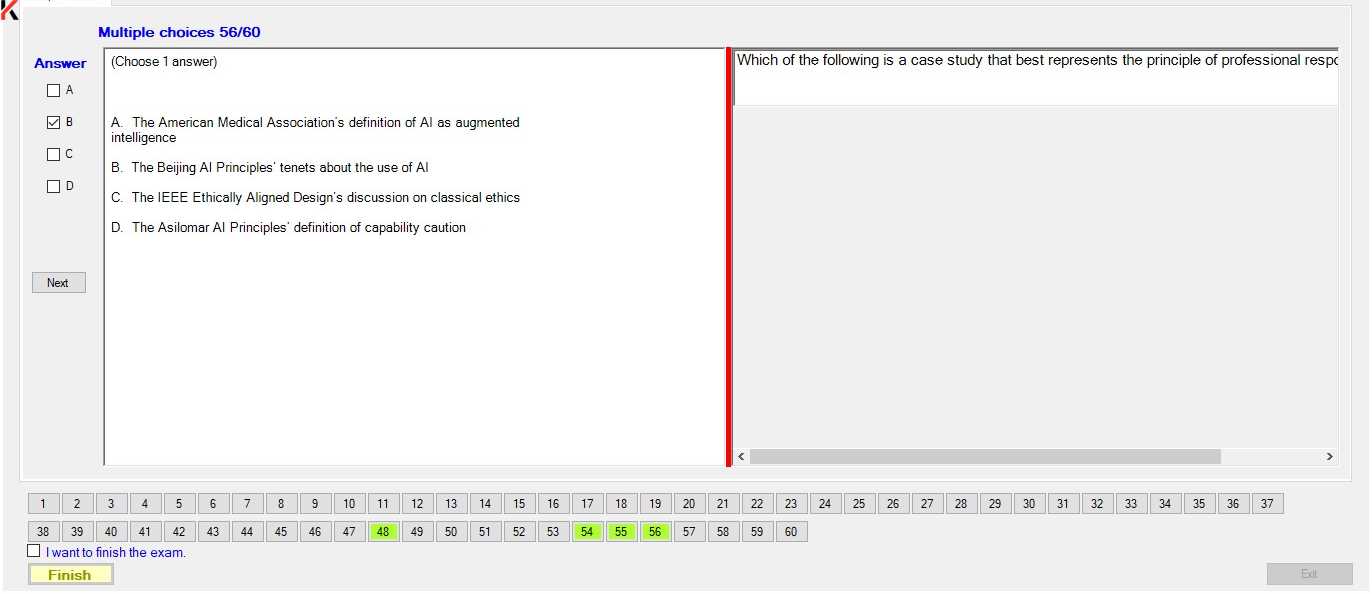 Multiple choices 56/60
Answer
A
B
C
D
Next
(Choose 1 answer)
A. The American Medical Association's definition of AI as augmented
intelligence
B. The Beijing AI Principles' tenets about the use of AI
C. The IEEE Ethically Aligned Design's discussion on classical ethics
D. The Asilomar AI Principles' definition of capability caution
Which of the following is a case study that best represents the principle of professional
1 2 3 4 5 6 7 8 9 10 11 12 13 14 15 16 17 18 19 20 21 22 23 24 25 26 27 28 29 30 31 32 33 34 35 36 37
38 39 40 41 42 43 44 45 46 47 48 49 50 51 52 53 54 55 56 57 58 59 60
I want to finish the exam.
Finish
Exit